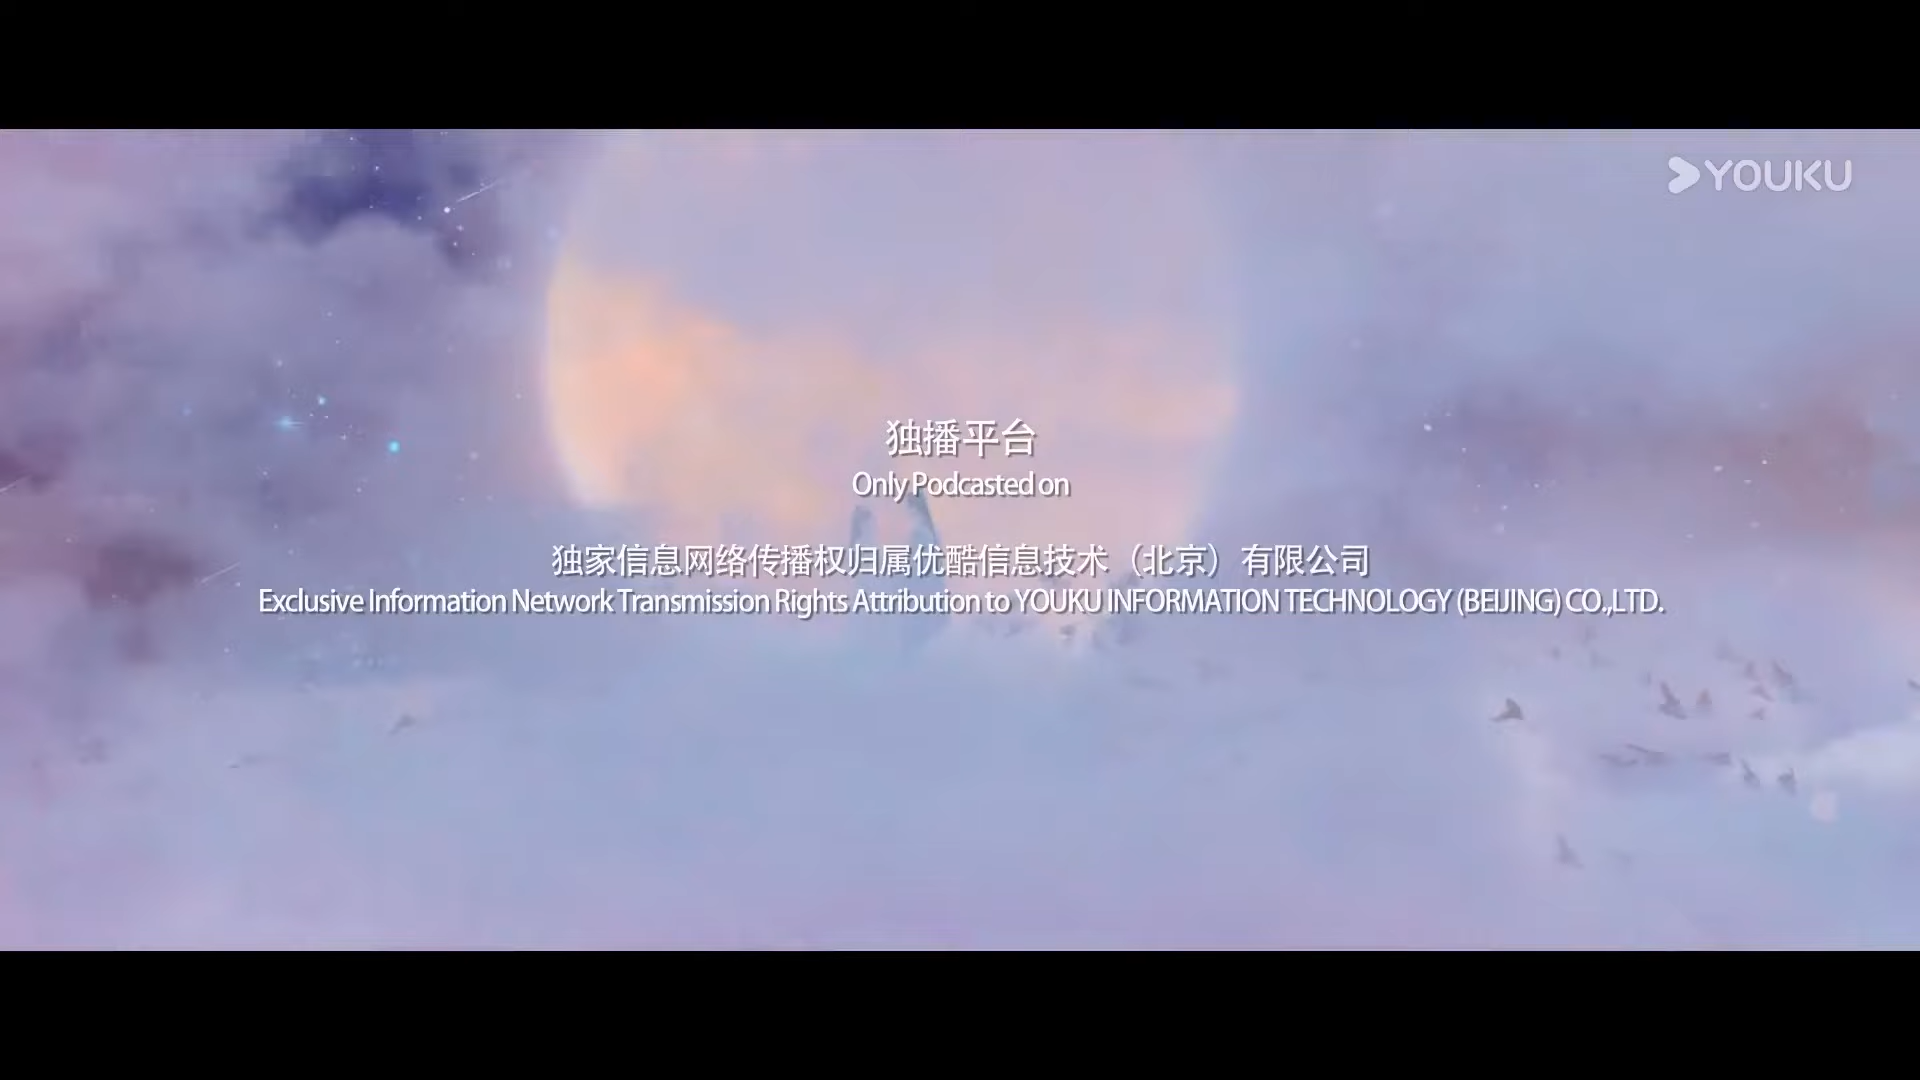 YOUKU
独播平台
Only Podcasted on
独家信息网络传播权归属优酷信息技术（北京）有限公司
Exclusive Information Network Transmission Rights Attribution to YOUKU INFORMATION TECHNOLOGY (BEIJING) CO.,LTD.